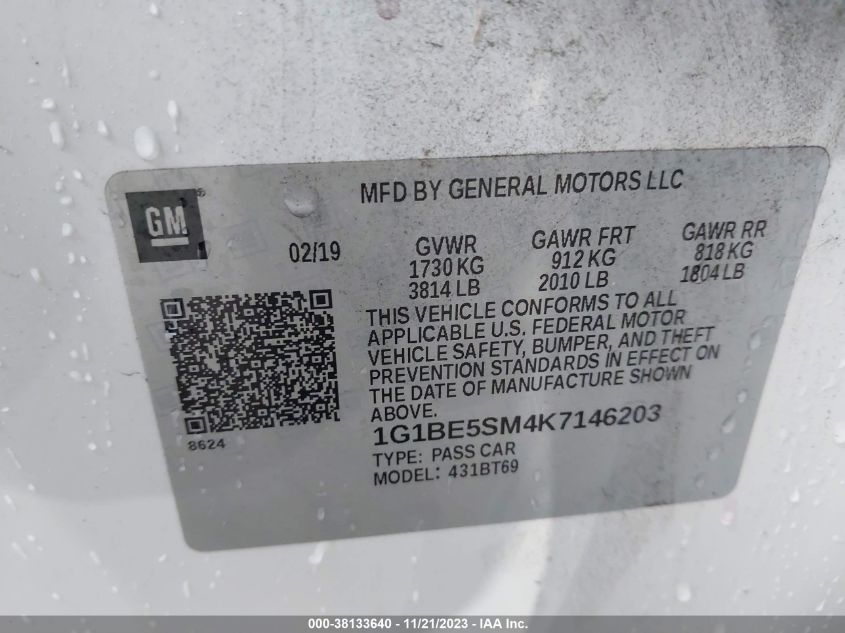 MFD BY GENERAL MOTORS LLC
GM®
02/19
GVWR
1730 KG
3814 LB
GAWR FRT
912 KG
2010 LB
GAWR RR
818 KG
1804 LB
THIS VEHICLE CONFORMS TO ALL
APPLICABLE U.S. FEDERAL MOTOR
VEHICLE SAFETY, BUMPER, AND THEFT
PREVENTION STANDARDS IN EFFECT ON
THE DATE OF MANUFACTURE SHOWN
ABOVE.
8624
1G1BE5SM4K7146203
TYPE: PASS CAR
MODEL: 431BT69
000-38133640 - 11/21/2023 - IAA Inc.